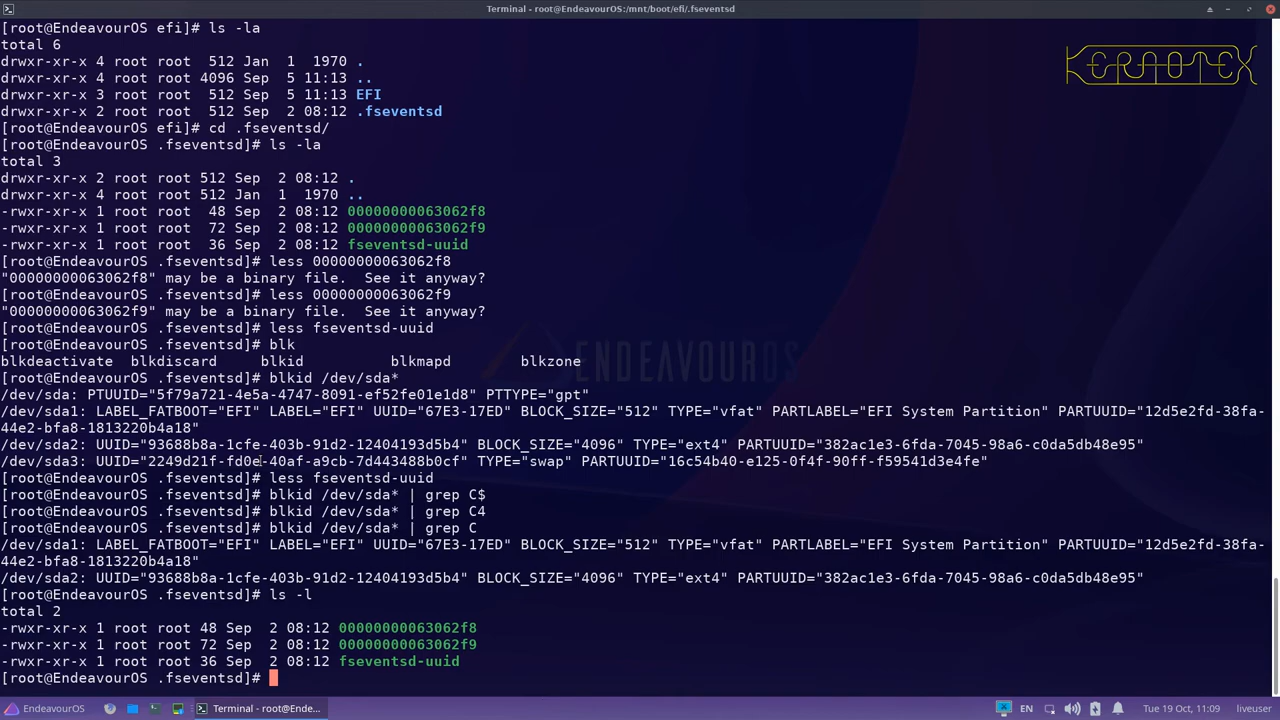 Terminal - root@EndeavourOS:/mnt/boot/efi/.fseventsd
[root@EndeavourOS efi]# ls -la
total 6
drwxr-xr-x 4 root root  512 Jan  1  1970 .
drwxr-xr-x 4 root root 4096 Sep  5 11:13 ..
drwxr-xr-x 3 root root  512 Sep  5 11:13 EFI
drwxr-xr-x 2 root root  512 Sep  2 08:12 .fseventsd
[root@EndeavourOS efi]# cd .fseventsd/
[root@EndeavourOS .fseventsd]# ls -la
total 3
drwxr-xr-x 2 root root 512 Sep  2 08:12 .
drwxr-xr-x 4 root root 512 Jan  1  1970 ..
-rwxr-xr-x 1 root root  48 Sep  2 08:12 00000000063062f8
-rwxr-xr-x 1 root root  72 Sep  2 08:12 00000000063062f9
-rwxr-xr-x 1 root root  36 Sep  2 08:12 fseventsd-uuid
[root@EndeavourOS .fseventsd]# less 00000000063062f8
"00000000063062f8" may be a binary file.  See it anyway?
[root@EndeavourOS .fseventsd]# less 00000000063062f9
"00000000063062f9" may be a binary file.  See it anyway?
[root@EndeavourOS .fseventsd]# less fseventsd-uuid
[root@EndeavourOS .fseventsd]# blk
blkdeactivate  blkdiscard     blkid          blkmapd        blkzone
[root@EndeavourOS .fseventsd]# blkid /dev/sda*
/dev/sda: PTUUID="5f79a721-4e5a-4747-8091-ef52fe01e1d8" PTTYPE="gpt"
/dev/sda1: LABEL_FATBOOT="EFI" LABEL="EFI" UUID="67E3-17ED" BLOCK_SIZE="512" TYPE="vfat" PARTLABEL="EFI System Partition" PARTUUID="12d5e2fd-38fa-
44e2-bfa8-1813220b4a18"
/dev/sda2: UUID="93688b8a-1cfe-403b-91d2-12404193d5b4" BLOCK_SIZE="4096" TYPE="ext4" PARTUUID="382ac1e3-6fda-7045-98a6-c0da5db48e95"
/dev/sda3: UUID="2249d21f-fd0e-40af-a9cb-7d443488b0cf" TYPE="swap" PARTUUID="16c54b40-e125-0f4f-90ff-f59541d3e4fe"
[root@EndeavourOS .fseventsd]# less fseventsd-uuid
[root@EndeavourOS .fseventsd]# blkid /dev/sda* | grep C$
[root@EndeavourOS .fseventsd]# blkid /dev/sda* | grep C4
[root@EndeavourOS .fseventsd]# blkid /dev/sda* | grep C
/dev/sda1: LABEL_FATBOOT="EFI" LABEL="EFI" UUID="67E3-17ED" BLOCK_SIZE="512" TYPE="vfat" PARTLABEL="EFI System Partition" PARTUUID="12d5e2fd-38fa-
44e2-bfa8-1813220b4a18"
/dev/sda2: UUID="93688b8a-1cfe-403b-91d2-12404193d5b4" BLOCK_SIZE="4096" TYPE="ext4" PARTUUID="382ac1e3-6fda-7045-98a6-c0da5db48e95"
[root@EndeavourOS .fseventsd]# ls -l
total 2
-rwxr-xr-x 1 root root 48 Sep  2 08:12 00000000063062f8
-rwxr-xr-x 1 root root 72 Sep  2 08:12 00000000063062f9
-rwxr-xr-x 1 root root 36 Sep  2 08:12 fseventsd-uuid
[root@EndeavourOS .fseventsd]#
ENDEAVOUROS
EndeavourOS
Terminal - root@Ende...
EN
Tue 19 Oct, 11:09
liveuser